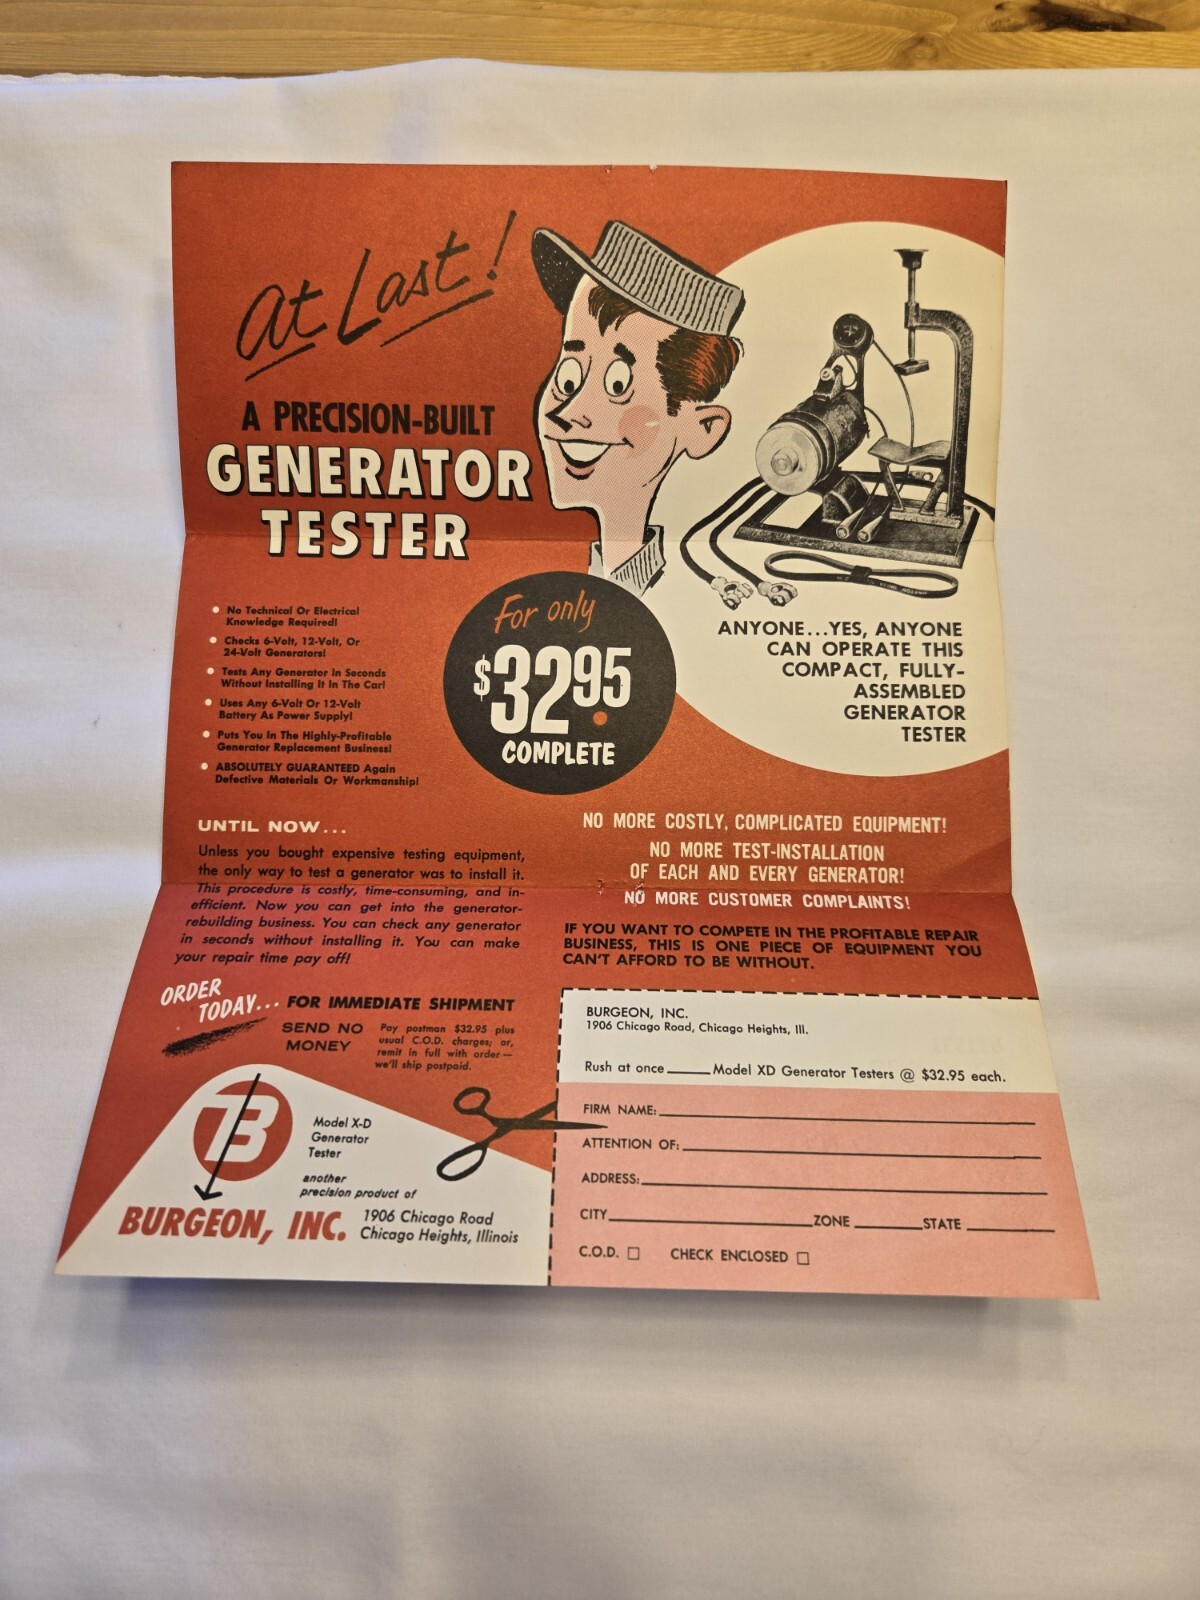 at Last!
A PRECISION-BUILT
GENERATOR
TESTER
• No Technical Or Electrical
Knowledge Required!
• Checks 6-Volt, 12-Volt, Or
24-Volt Generators!
• Tests Any Generator In Seconds
Without Installing It In The Car!
• Uses Any 6-Volt Or 12-Volt
Battery As Power Supply!
• Puts You In The Highly-Profitable
Generator Replacement Business!
• ABSOLUTELY GUARANTEED Again
Defective Materials Or Workmanship!
For only
$32.95
COMPLETE
ANYONE...YES, ANYONE
CAN OPERATE THIS
COMPACT, FULLY-
ASSEMBLED
GENERATOR
TESTER
UNTIL NOW...
Unless you bought expensive testing equipment,
the only way to test a generator was to install it.
This procedure is costly, time-consuming, and in-
efficient. Now you can get into the generator-
rebuilding business. You can check any generator
in seconds without installing it. You can make
your repair time pay off!
NO MORE COSTLY, COMPLICATED EQUIPMENT!
NO MORE TEST-INSTALLATION
OF EACH AND EVERY GENERATOR!
NO MORE CUSTOMER COMPLAINTS!
IF YOU WANT TO COMPETE IN THE PROFITABLE REPAIR
BUSINESS, THIS IS ONE PIECE OF EQUIPMENT YOU
CAN'T AFFORD TO BE WITHOUT.
ORDER
TODAY... FOR IMMEDIATE SHIPMENT
SEND NO
MONEY
Pay postman $32.95 plus
usual C.O.D. charges; or,
remit in full with order—
we'll ship postpaid.
B
Model X-D
Generator
Tester
another
precision product of
BURGEON, INC.
1906 Chicago Road
Chicago Heights, Illinois
BURGEON, INC.
1906 Chicago Road, Chicago Heights, Ill.
Rush at once ______ Model XD Generator Testers @ $32.95 each.
FIRM NAME:
ATTENTION OF:
ADDRESS:
CITY ZONE STATE
C.O.D. □ CHECK ENCLOSED □